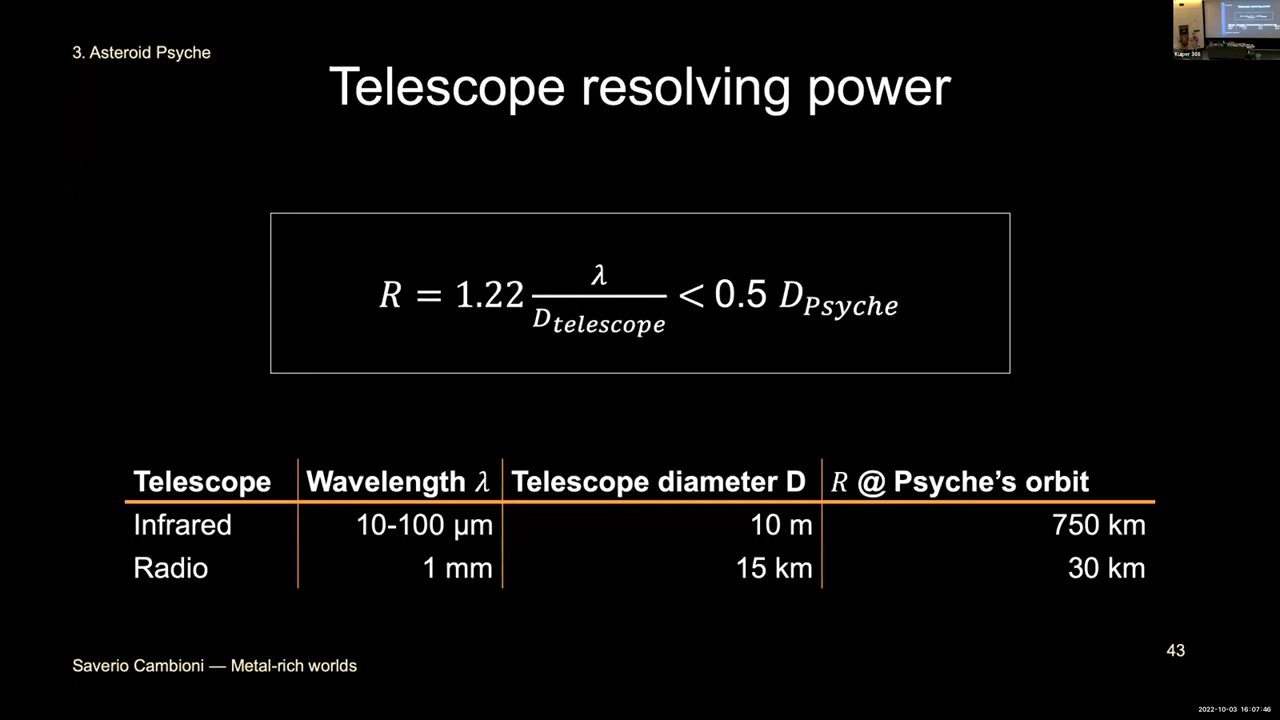 3. Asteroid Psyche
Kuiper 308
Telescope resolving power
R = 1.22 λ / D_telescope < 0.5 D_Psyche
Telescope Wavelength λ Telescope diameter D R @ Psyche's orbit
Infrared 10-100 μm 10 m 750 km
Radio 1 mm 15 km 30 km
43
Saverio Cambioni — Metal-rich worlds
2022-10-03 16:07:46